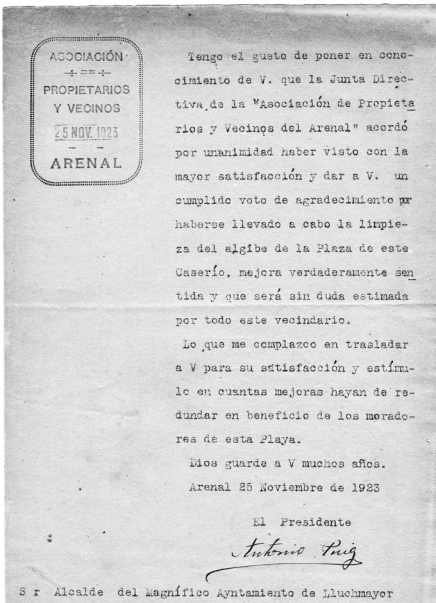 ASOCIACIÓN
PROPIETARIOS
Y VECINOS
25 NOV. 1923
ARENAL
Tengo el gusto de poner en cono-
cimiento de V. que la Junta Direc-
tiva de la "Asociación de Propieta
rios y Vecinos del Arenal" acordó
por unanimidad haber visto con la
mayor satisfacción y dar a V. un
cumplido voto de agradecimiento pr
haberse llevado a cabo la limpie-
za del algibe de la Plaza de este
Caserío, mejora verdaderamente sen
tida y que será sin duda estimada
por todo este vecindario.
Lo que me complazco en trasladar
a V para su satisfacción y estímu-
lo en cuantas mejoras hayan de re-
dundar en beneficio de los morado-
res de esta Playa.
Dios guarde a V muchos años.
Arenal 25 Noviembre de 1923
El Presidente
Antonio Puig
S r Alcalde del Magnífico Ayntamiento de Lluchmayor